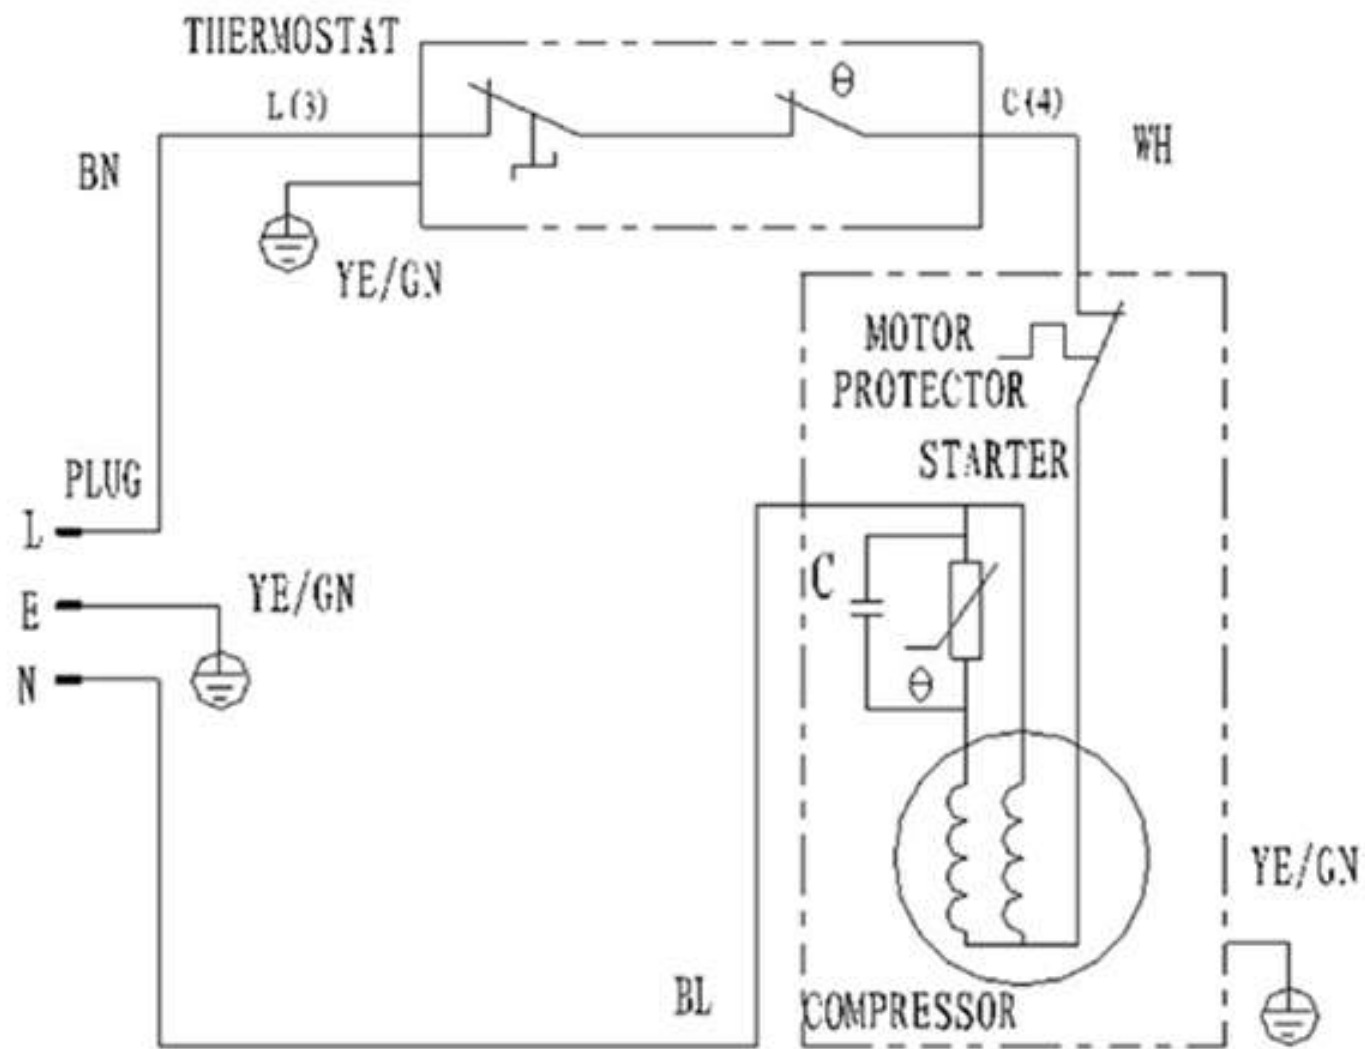 THERMOSTAT
L(3)
C(4)
BN
WH
YE/GN
MOTOR
PROTECTOR
STARTER
PLUG
L
E
YE/GN
N
C
YE/GN
BL
COMPRESSOR